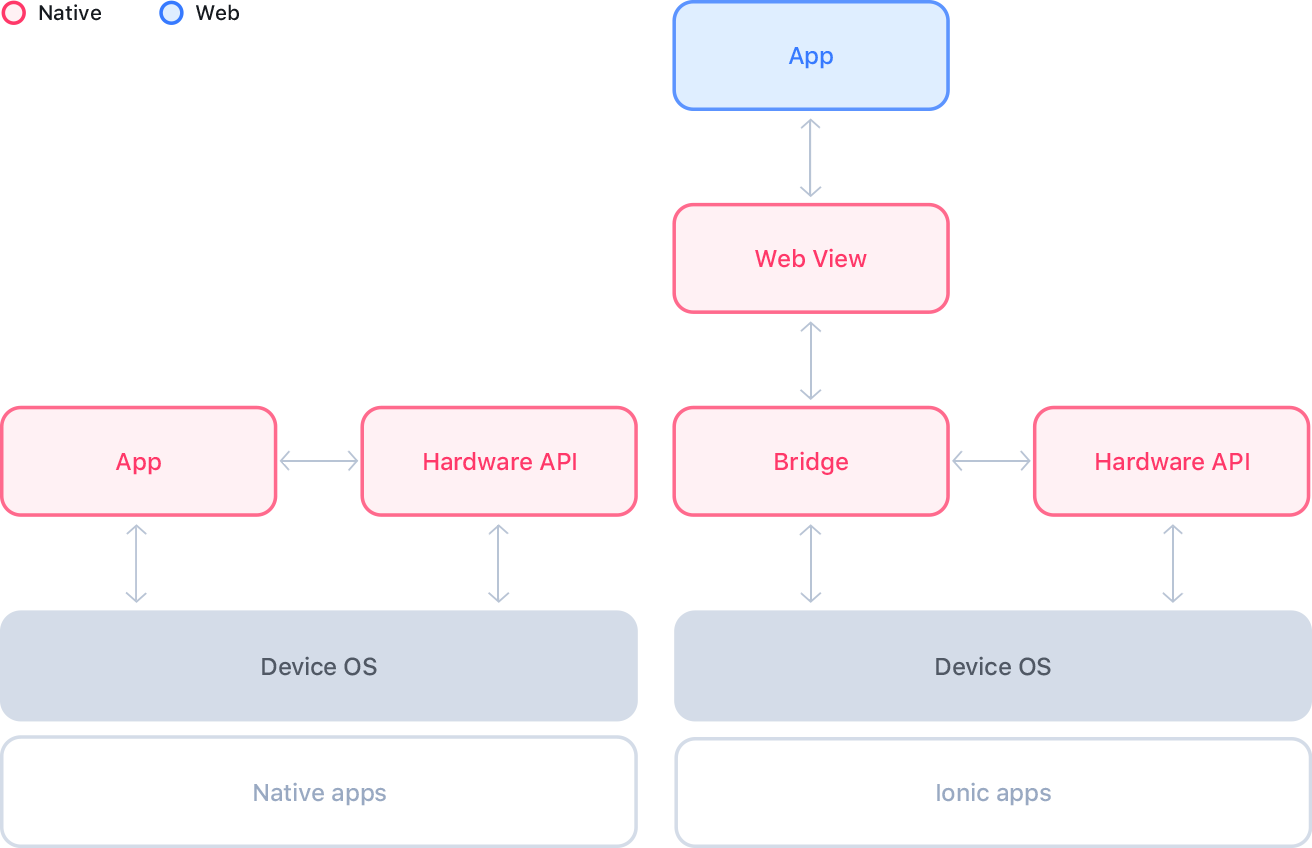 Native
Web
App
Web View
App
Hardware API
Bridge
Hardware API
Device OS
Device OS
Native apps
Ionic apps